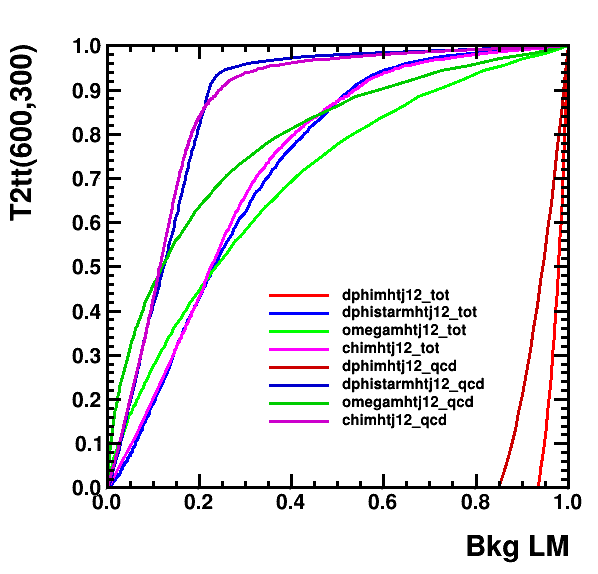 T2tt(600,300)
1.0
0.9
0.8
0.7
0.6
0.5
0.4
0.3
0.2
0.1
0.0
dphimhtj12_tot
dphistarmhtj12_tot
omegamhtj12_tot
chimhtj12_tot
dphimhtj12_qcd
dphistarmhtj12_qcd
omegamhtj12_qcd
chimhtj12_qcd
0.0 0.2 0.4 0.6 0.8 1.0
Bkg LM